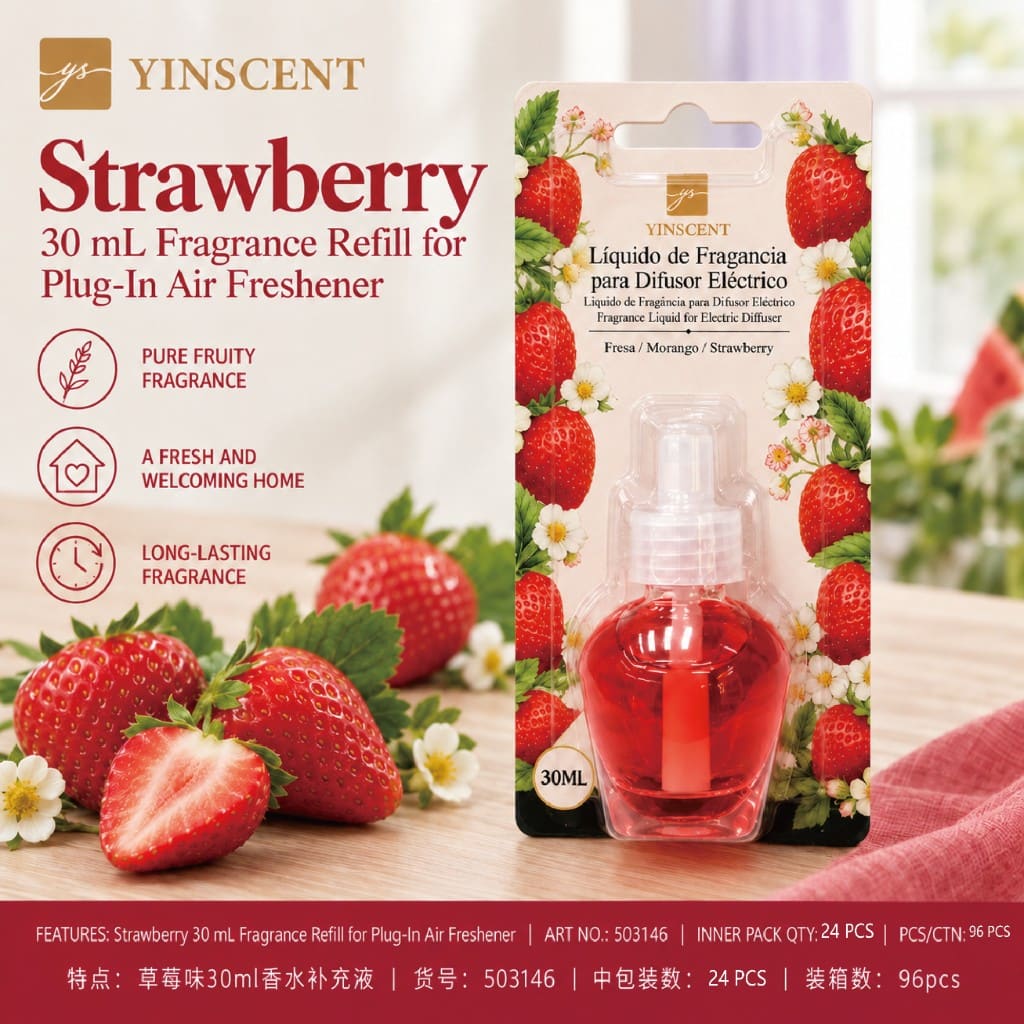 ys
YINSCENT
Strawberry
30 mL Fragrance Refill for
Plug-In Air Freshener
PURE FRUITY
FRAGRANCE
A FRESH AND
WELCOMING HOME
LONG-LASTING
FRAGRANCE
ys
YINSCENT
Líquido de Fragancia
para Difusor Eléctrico
Liquido de Fragância para Difusor Eléctrico
Fragrance Liquid for Electric Diffuser
Fresa / Morango / Strawberry
30ML
FEATURES: Strawberry 30 mL Fragrance Refill for Plug-In Air Freshener | ART NO.: 503146 | INNER PACK QTY: 24 PCS | PCS/CTN: 96 PCS
特点：草莓味30ml香水补充液 | 货号：503146 | 中包装数：24 PCS | 装箱数：96pcs